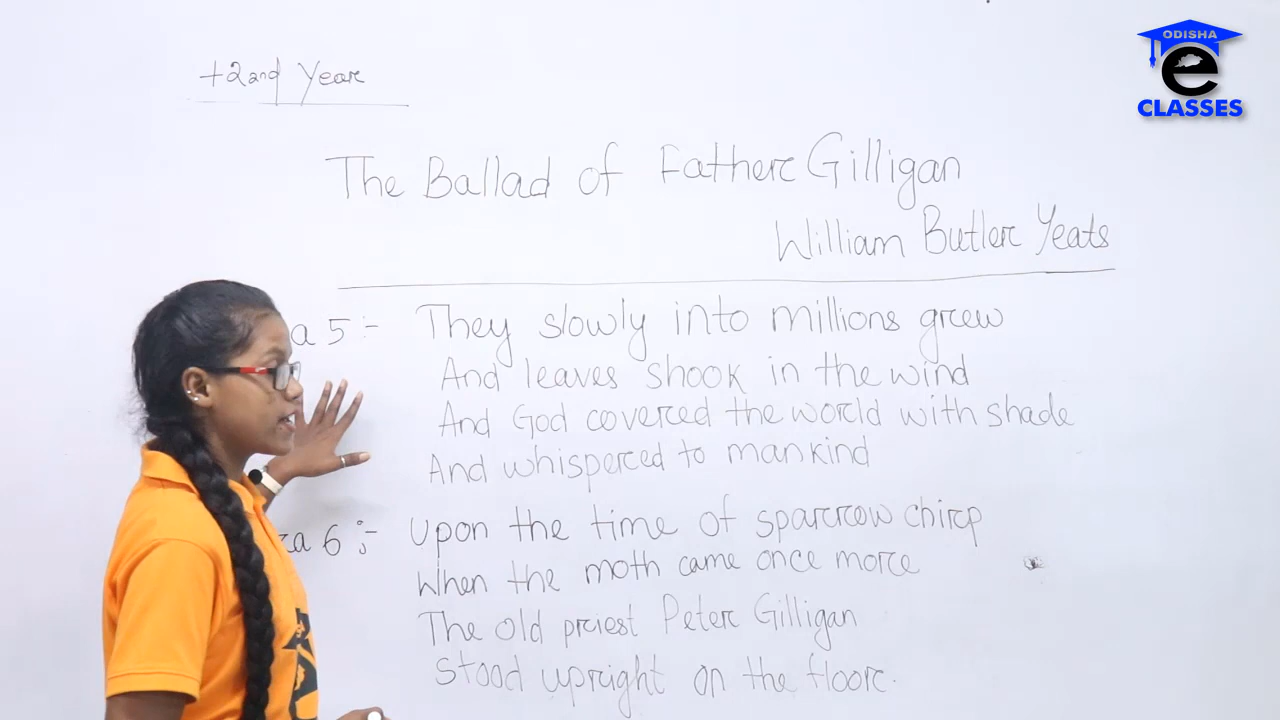 ODISHA
e
CLASSES
+2 2nd Year
The Ballad of Father Gilligan
William Butler Yeats
a 5 :- They slowly into millions grew
And leaves shook in the wind
And God covered the world with shade
And whispered to mankind
ra 6 :- Upon the time of sparrow chirp
When the moth came once more
The old priest Peter Gilligan
Stood upright on the floor.